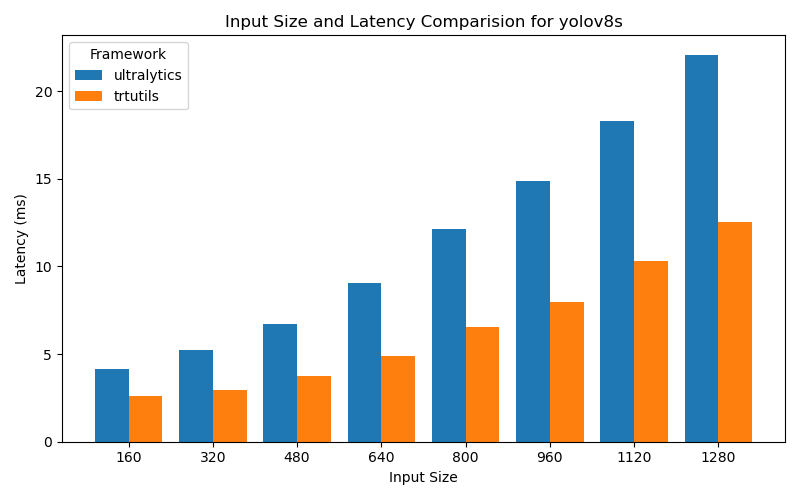 Input Size and Latency Comparision for yolov8s
Framework
ultralytics
trtutils
Latency (ms)
20
15
10
5
0
160 320 480 640 800 960 1120 1280
Input Size